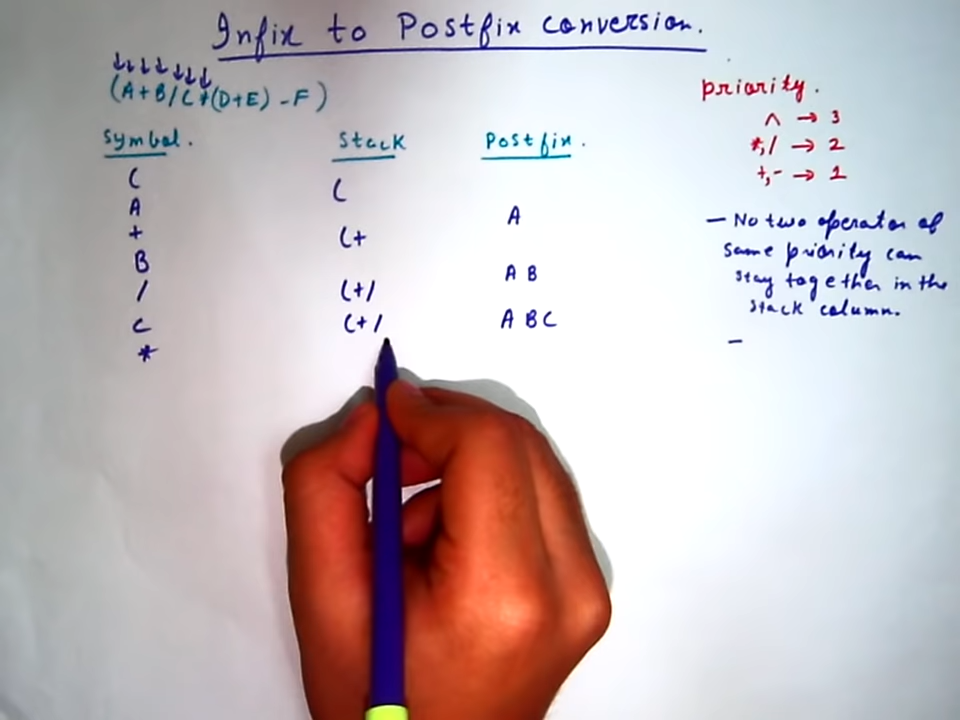 Infix to Postfix conversion.
(A+B/C*(D+E) -F)
Symbol. Stack Postfix.
( (
A A
+ (+
B A B
/ (+/
C (+/ A B C
*
priority.
^ → 3
*,/ → 2
+,- → 1
- No two operator of
same priority can
stay together in the
stack column.
-